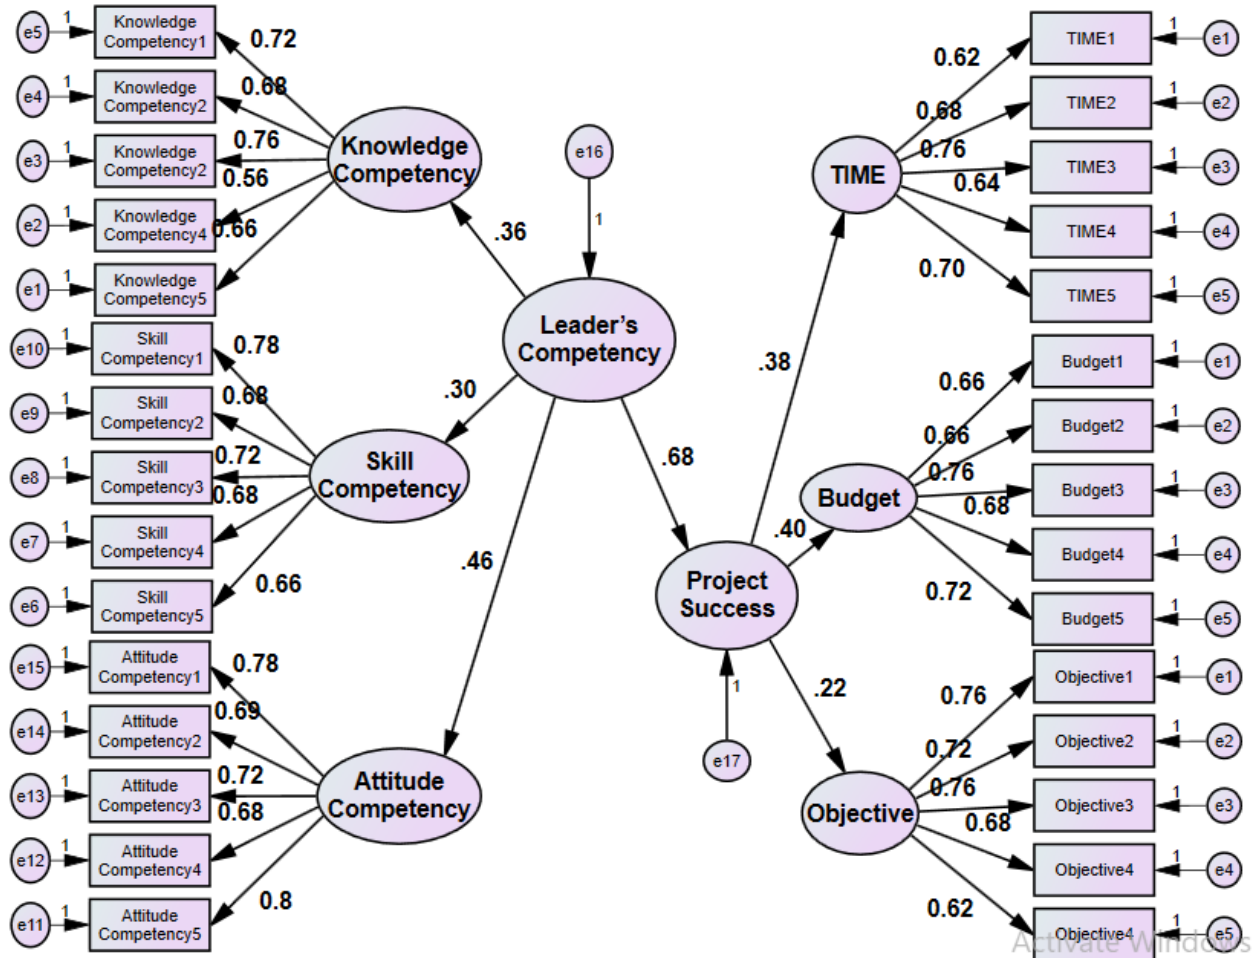 e5
1
Knowledge
Competency1
0.72
e4
1
Knowledge
Competency2
0.68
e3
1
Knowledge
Competency2
0.76
e2
1
Knowledge
Competency4
0.56
e1
1
Knowledge
Competency5
0.66
Knowledge
Competency
.36
e10
1
Skill
Competency1
0.78
e9
1
Skill
Competency2
0.68
e8
1
Skill
Competency3
0.72
e7
1
Skill
Competency4
0.68
e6
1
Skill
Competency5
0.66
Skill
Competency
.30
e15
1
Attitude
Competency1
0.78
e14
1
Attitude
Competency2
0.69
e13
1
Attitude
Competency3
0.72
e12
1
Attitude
Competency4
0.68
e11
1
Attitude
Competency5
0.8
Attitude
Competency
.46
e16
1
Leader’s
Competency
.68
Project
Success
1
e17
.38
.40
.22
TIME
0.62
TIME1
1
e1
0.68
TIME2
1
e2
0.76
TIME3
1
e3
0.64
TIME4
1
e4
0.70
TIME5
1
e5
Budget
0.66
Budget1
1
e1
0.66
Budget2
1
e2
0.76
Budget3
1
e3
0.68
Budget4
1
e4
0.72
Budget5
1
e5
Objective
0.76
Objective1
1
e1
0.72
Objective2
1
e2
0.76
Objective3
1
e3
0.68
Objective4
1
e4
0.62
Objective4
1
e5
Activate Windows